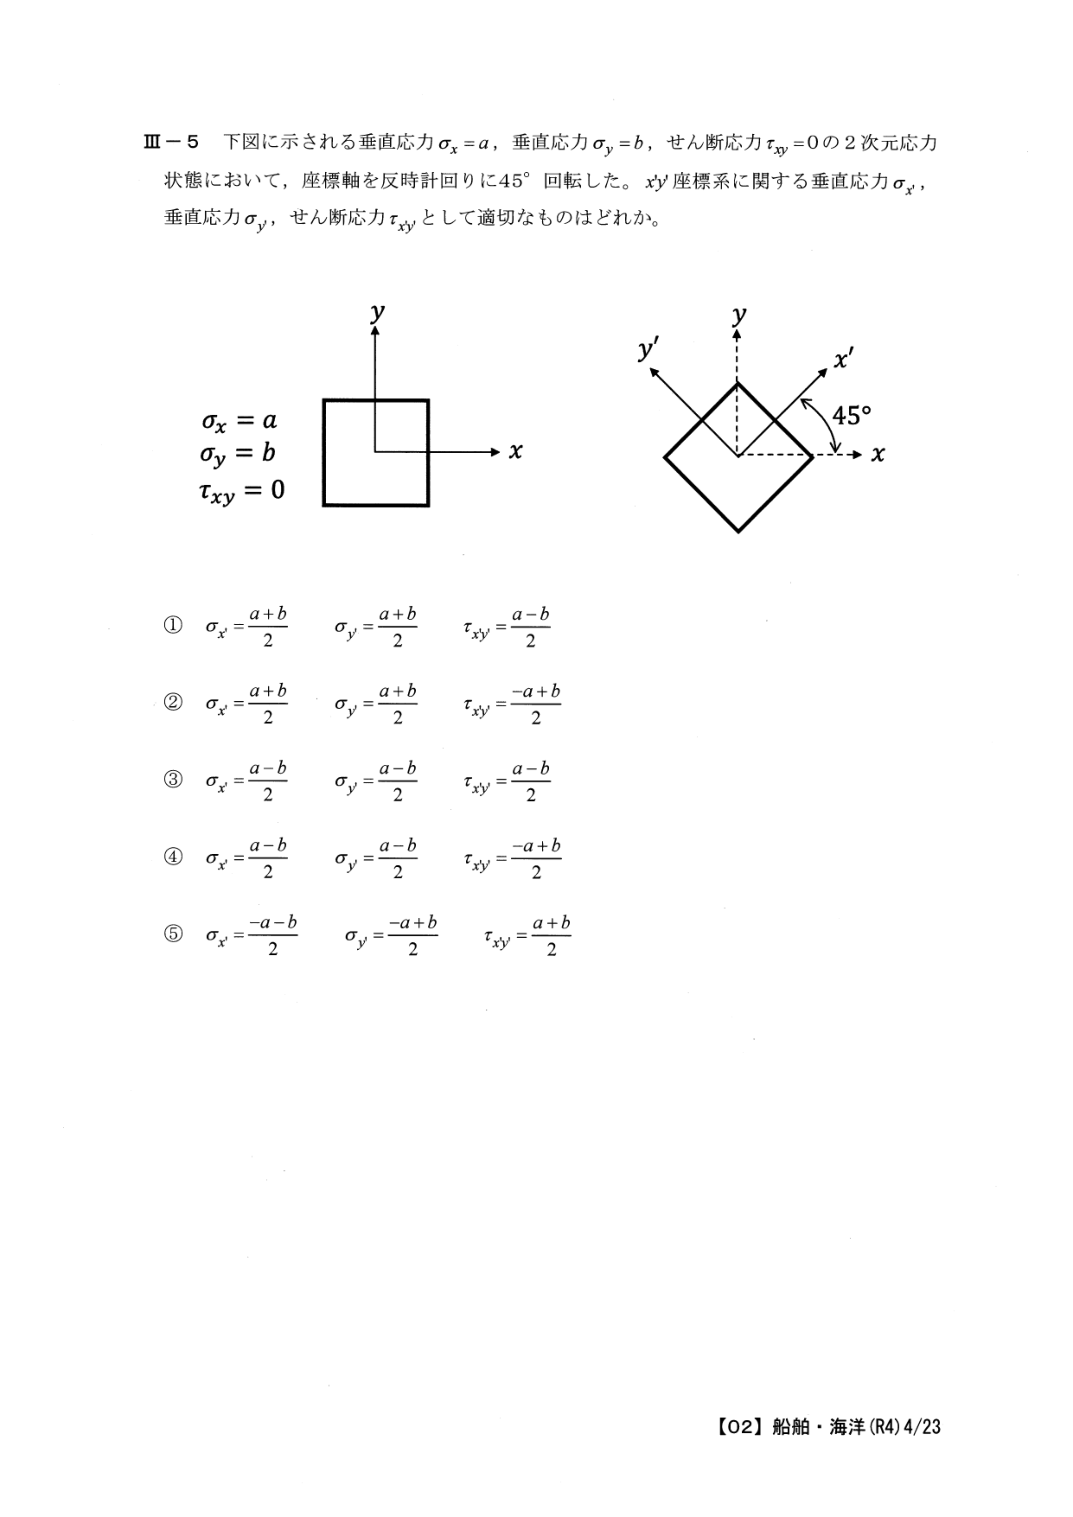 Ⅲ－５　下図に示される垂直応力σx＝a，垂直応力σy＝b，せん断応力τxy＝0の２次元応力
状態において，座標軸を反時計回りに45°回転した。x'y'座標系に関する垂直応力σx'，
垂直応力σy'，せん断応力τx'y'として適切なものはどれか。
y
x
σx = a
σy = b
τxy = 0
y
y'
x'
45°
x
① σx'=(a+b)/2 σy'=(a+b)/2 τx'y'=(a−b)/2
② σx'=(a+b)/2 σy'=(a+b)/2 τx'y'=(−a+b)/2
③ σx'=(a−b)/2 σy'=(a−b)/2 τx'y'=(a−b)/2
④ σx'=(a−b)/2 σy'=(a−b)/2 τx'y'=(−a+b)/2
⑤ σx'=(−a−b)/2 σy'=(−a+b)/2 τx'y'=(a+b)/2
【02】船舶・海洋(R4)4/23